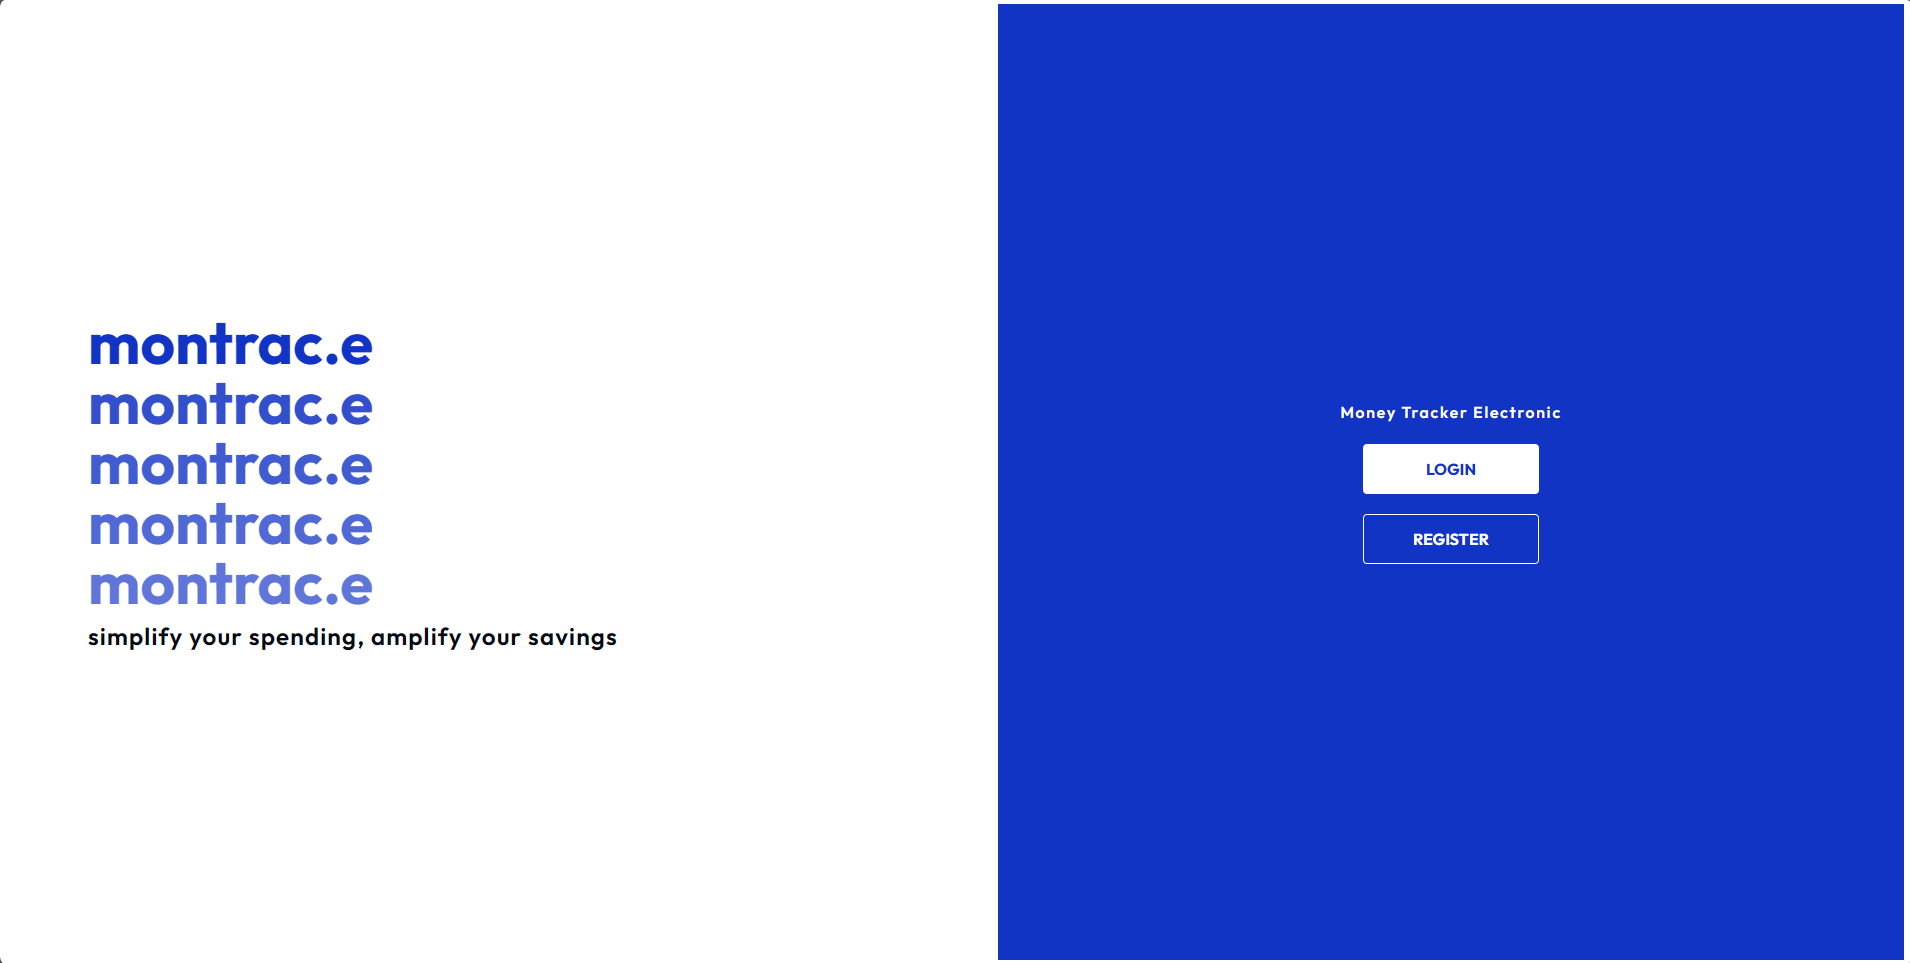 montrac.e
montrac.e
montrac.e
montrac.e
montrac.e
simplify your spending, amplify your savings
Money Tracker Electronic
LOGIN
REGISTER